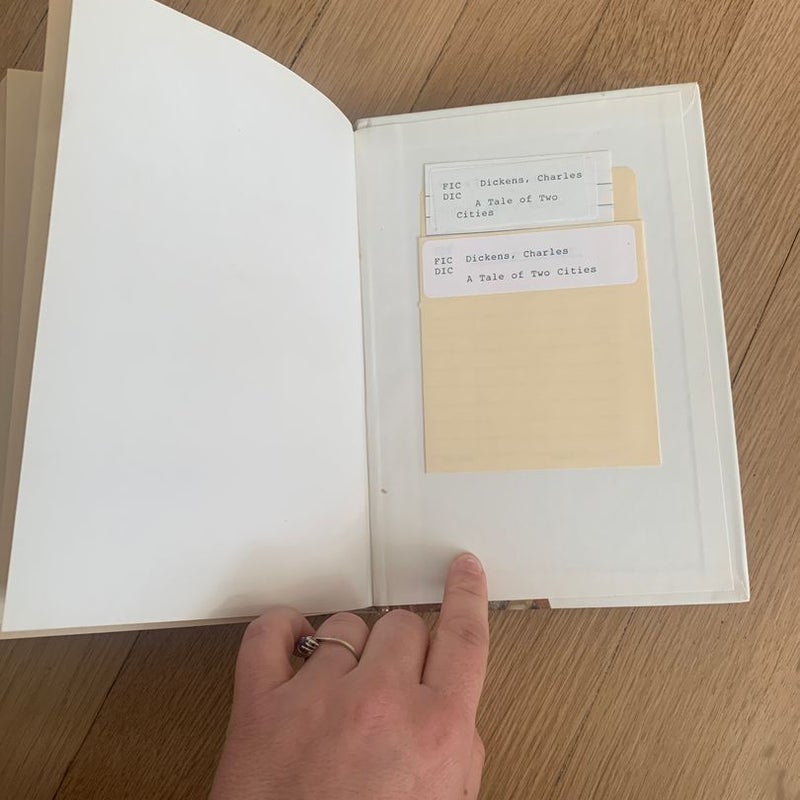 FIC Dickens, Charles
DIC
A Tale of Two
Cities
FIC Dickens, Charles
DIC
A Tale of Two Cities